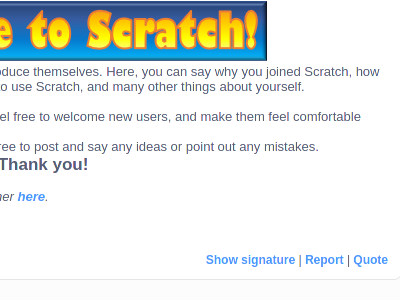 e to Scratch!
oduce themselves. Here, you can say why you joined Scratch, how
to use Scratch, and many other things about yourself.
el free to welcome new users, and make them feel comfortable
ree to post and say any ideas or point out any mistakes.
Thank you!
her here.
Show signature | Report | Quote